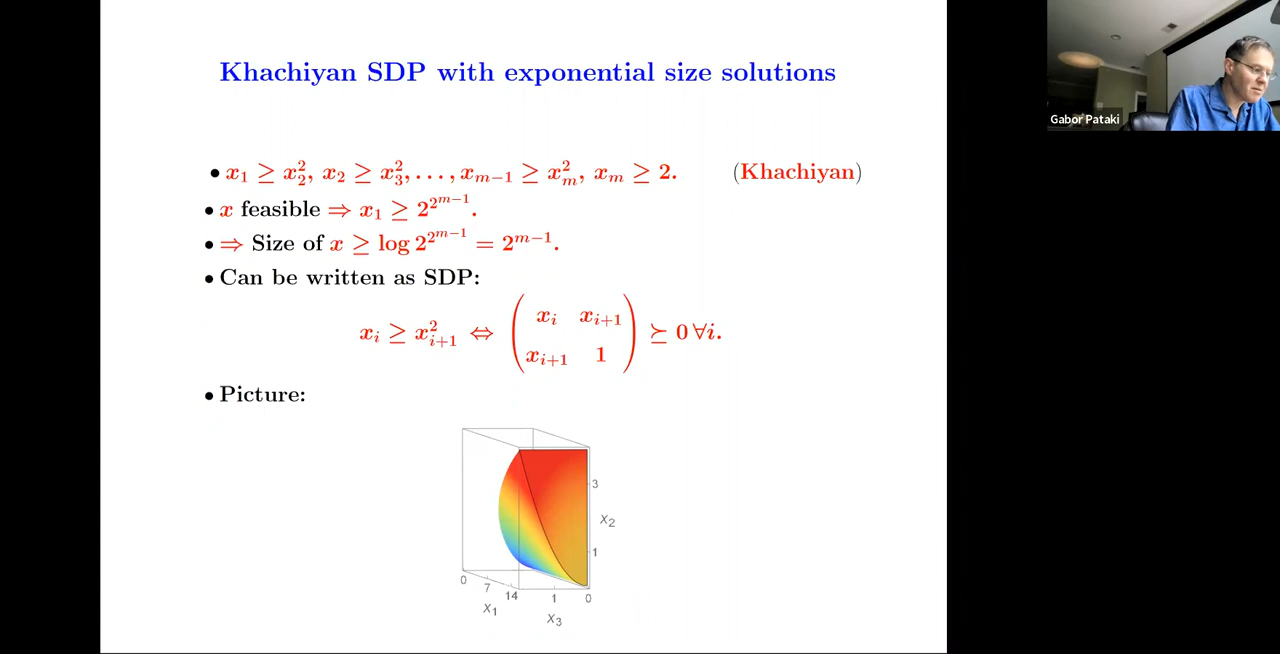 Khachiyan SDP with exponential size solutions
Gabor Pataki
• x₁ ≥ x₂², x₂ ≥ x₃², . . . , xₘ₋₁ ≥ xₘ², xₘ ≥ 2. (Khachiyan)
• x feasible ⇒ x₁ ≥ 2^{2^{m−1}}.
• ⇒ Size of x ≥ log 2^{2^{m−1}} = 2^{m−1}.
• Can be written as SDP:
xᵢ ≥ x²ᵢ₊₁ ⇔ ( xᵢ xᵢ₊₁
xᵢ₊₁ 1 ) ⪰ 0 ∀i.
• Picture:
3
X₂
1
0
7
14
X₁
1
0
X₃